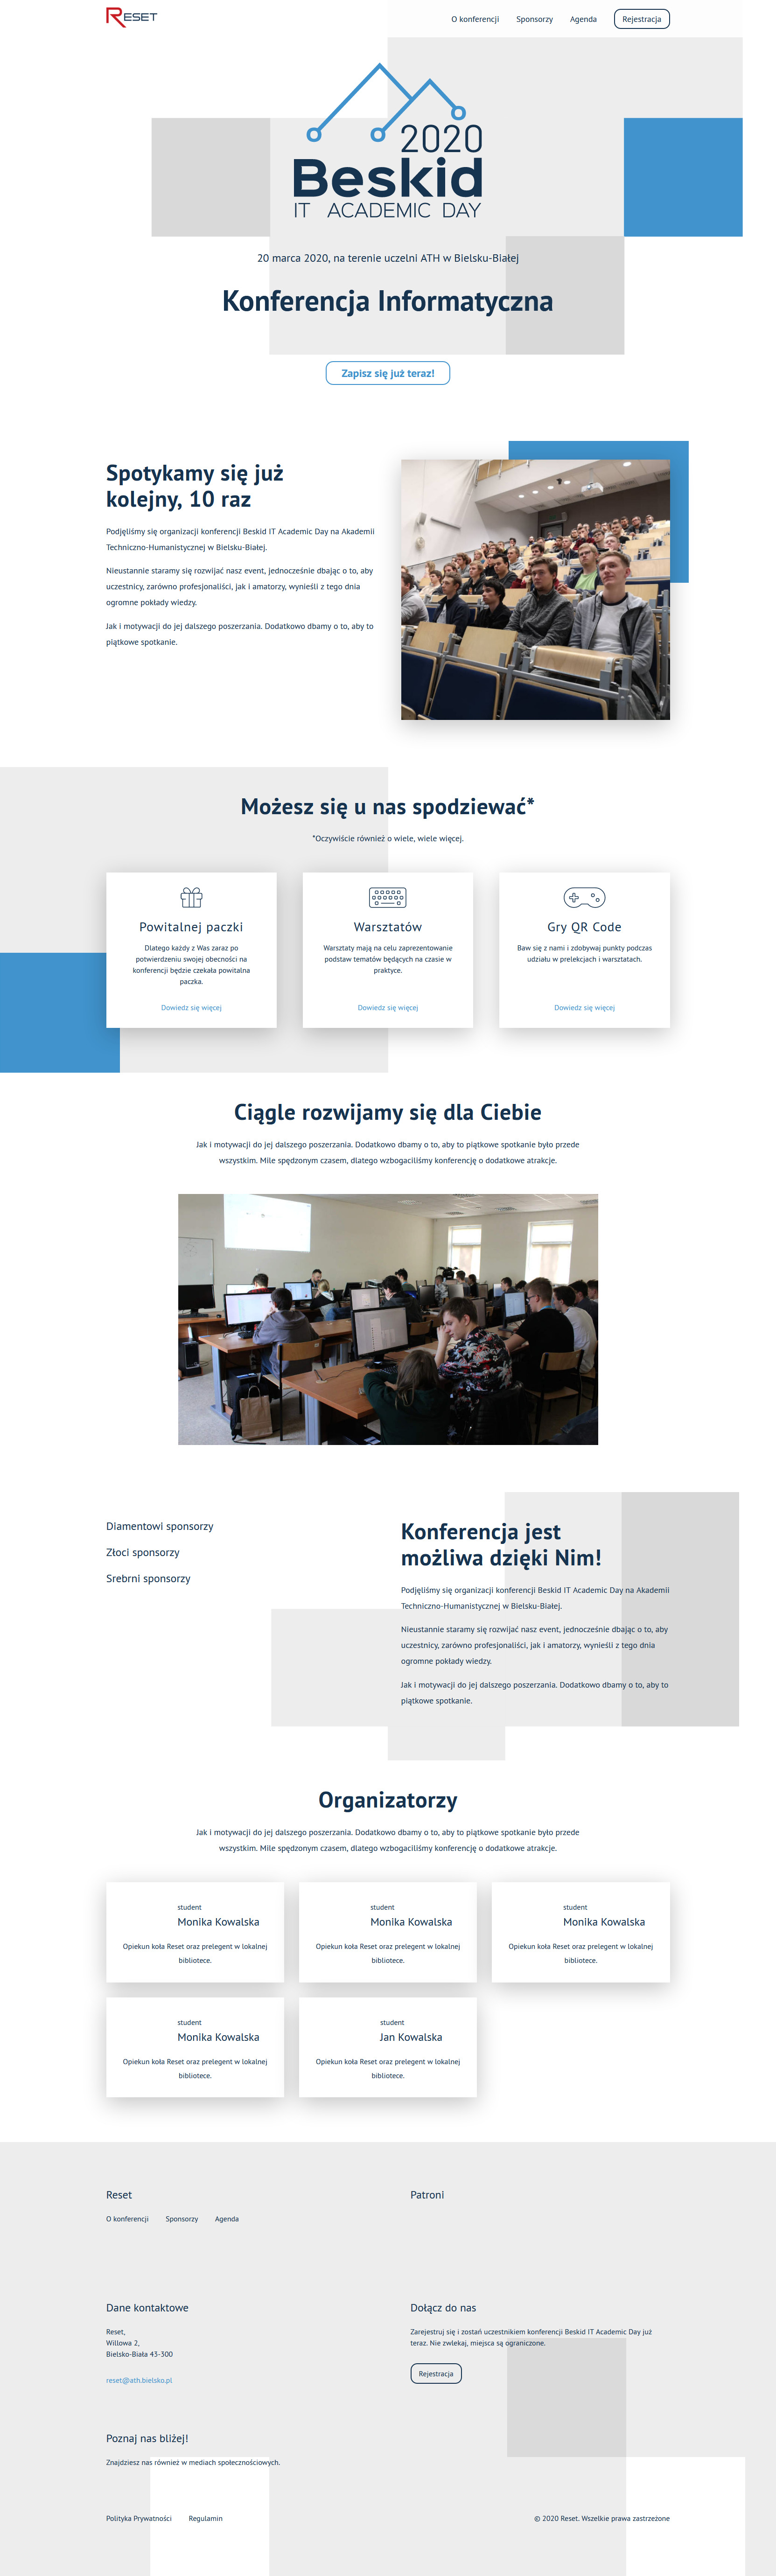 RESET
O konferencji Sponsorzy Agenda Rejestracja
2020
Beskid
IT ACADEMIC DAY
20 marca 2020, na terenie uczelni ATH w Bielsku-Białej
Konferencja Informatyczna
Zapisz się już teraz!
Spotykamy się już
kolejny, 10 raz
Podjęliśmy się organizacji konferencji Beskid IT Academic Day na Akademii
Techniczno-Humanistycznej w Bielsku-Białej.
Nieustannie staramy się rozwijać nasz event, jednocześnie dbając o to, aby
uczestnicy, zarówno profesjonaliści, jak i amatorzy, wynieśli z tego dnia
ogromne pokłady wiedzy.
Jak i motywacji do jej dalszego poszerzania. Dodatkowo dbamy o to, aby to
piątkowe spotkanie.
Możesz się u nas spodziewać*
*Oczywiście również o wiele, wiele więcej.
Powitalnej paczki
Dlatego każdy z Was zaraz po
potwierdzeniu swojej obecności na
konferencji będzie czekała powitalna
paczka.
Dowiedz się więcej
Warsztatów
Warsztaty mają na celu zaprezentowanie
podstaw tematów będących na czasie w
praktyce.
Dowiedz się więcej
Gry QR Code
Baw się z nami i zdobywaj punkty podczas
udziału w prelekcjach i warsztatach.
Dowiedz się więcej
Ciągle rozwijamy się dla Ciebie
Jak i motywacji do jej dalszego poszerzania. Dodatkowo dbamy o to, aby to piątkowe spotkanie było przede
wszystkim. Mile spędzonym czasem, dlatego wzbogaciliśmy konferencję o dodatkowe atrakcje.
Diamentowi sponsorzy
Złoci sponsorzy
Srebrni sponsorzy
Konferencja jest
możliwa dzięki Nim!
Podjęliśmy się organizacji konferencji Beskid IT Academic Day na Akademii
Techniczno-Humanistycznej w Bielsku-Białej.
Nieustannie staramy się rozwijać nasz event, jednocześnie dbając o to, aby
uczestnicy, zarówno profesjonaliści, jak i amatorzy, wynieśli z tego dnia
ogromne pokłady wiedzy.
Jak i motywacji do jej dalszego poszerzania. Dodatkowo dbamy o to, aby to
piątkowe spotkanie.
Organizatorzy
Jak i motywacji do jej dalszego poszerzania. Dodatkowo dbamy o to, aby to piątkowe spotkanie było przede
wszystkim. Mile spędzonym czasem, dlatego wzbogaciliśmy konferencję o dodatkowe atrakcje.
student
Monika Kowalska
Opiekun koła Reset oraz prelegent w lokalnej
bibliotece.
student
Monika Kowalska
Opiekun koła Reset oraz prelegent w lokalnej
bibliotece.
student
Monika Kowalska
Opiekun koła Reset oraz prelegent w lokalnej
bibliotece.
student
Monika Kowalska
Opiekun koła Reset oraz prelegent w lokalnej
bibliotece.
student
Jan Kowalska
Opiekun koła Reset oraz prelegent w lokalnej
bibliotece.
Reset
O konferencji Sponsorzy Agenda
Patroni
Dane kontaktowe
Reset,
Willowa 2,
Bielsko-Biała 43-300
reset@ath.bielsko.pl
Dołącz do nas
Zarejestruj się i zostań uczestnikiem konferencji Beskid IT Academic Day już
teraz. Nie zwlekaj, miejsca są ograniczone.
Rejestracja
Poznaj nas bliżej!
Znajdziesz nas również w mediach społecznościowych.
Polityka Prywatności Regulamin
© 2020 Reset. Wszelkie prawa zastrzeżone